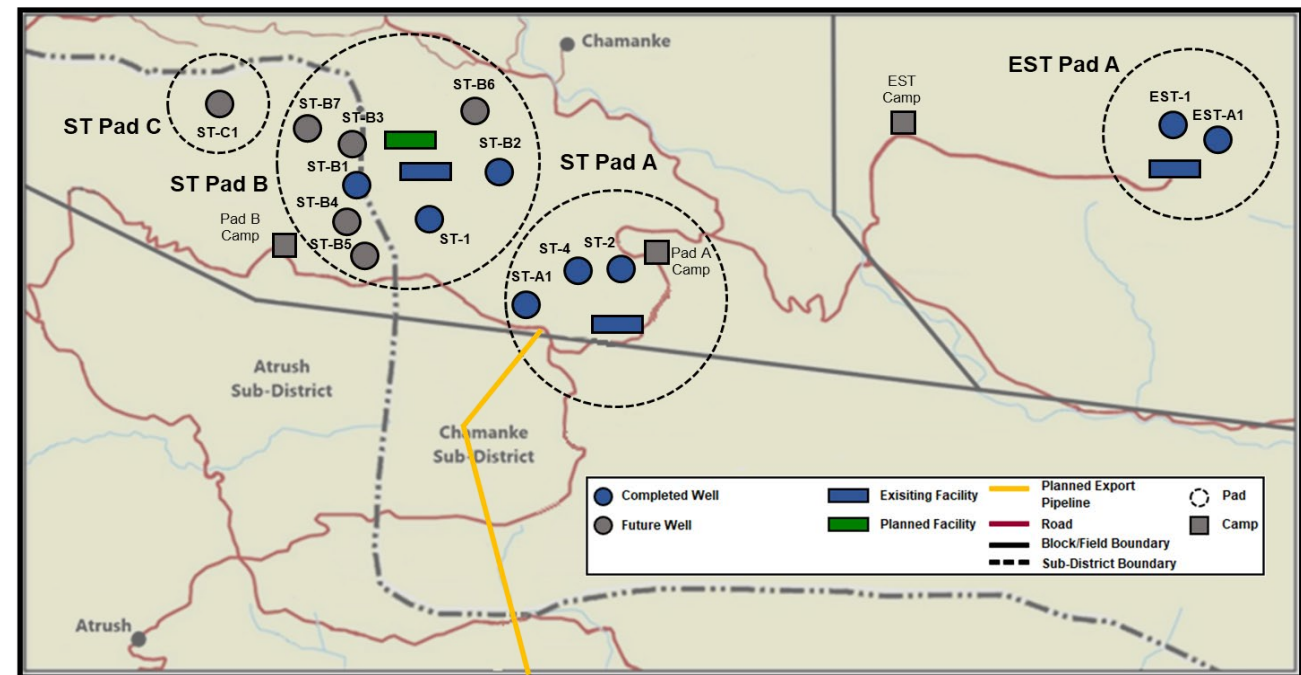 Chamanke
EST Pad A
EST
Camp
EST-1
EST-A1
ST-B6
ST-B7
ST-B3
ST Pad C
ST-C1
ST-B2
ST-B1
ST Pad A
ST Pad B
ST-B4
Pad B
Camp
ST-B5
ST-1
ST-4
ST-2
Pad A
Camp
ST-A1
Atrush
Sub-District
Chamanke
Sub-District
Completed Well
Exisiting Facility
Planned Export
Pipeline
Pad
Future Well
Planned Facility
Road
Camp
Block/Field Boundary
Sub-District Boundary
Atrush